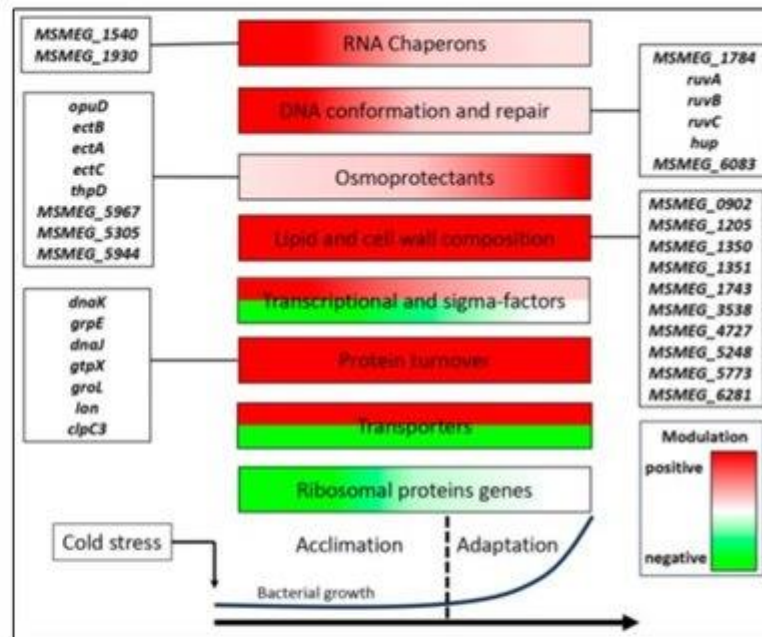 MSMEG_1540
MSMEG_1930
RNA Chaperons
MSMEG_1784
ruvA
ruvB
ruvC
hup
MSMEG_6083
DNA conformation and repair
opuD
ectB
ectA
ectC
thpD
MSMEG_5967
MSMEG_5305
MSMEG_5944
Osmoprotectants
MSMEG_0902
MSMEG_1205
MSMEG_1350
MSMEG_1351
MSMEG_1743
MSMEG_3538
MSMEG_4727
MSMEG_5248
MSMEG_5773
MSMEG_6281
Lipid and cell wall composition
Transcriptional and sigma-factors
dnaK
grpE
dnaJ
gtpX
groL
lon
clpC3
Protein turnover
Transporters
Ribosomal proteins genes
Modulation
positive
negative
Cold stress
Acclimation
Adaptation
Bacterial growth